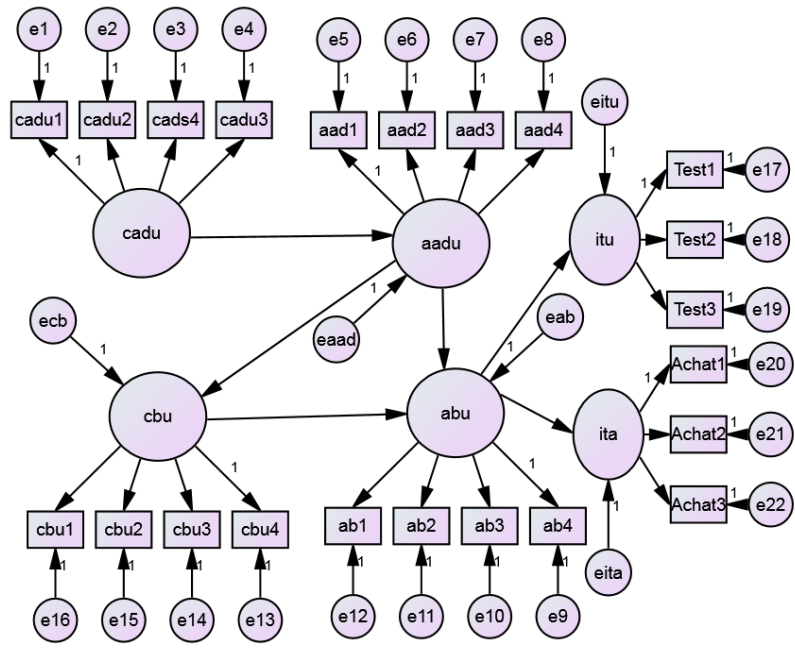 e1 e2 e3 e4
e5 e6 e7 e8
1 1 1 1
1 1 1 1
eitu
cadu1 cadu2 cads4 cadu3
aad1 aad2 aad3 aad4
1
1
1
1 Test1 1 e17
cadu
aadu
itu
Test2 1 e18
1
ecb
eaad
eab
Test3 1 e19
1
1
1 Achat1 1 e20
cbu
abu
ita
Achat2 1 e21
1
1
Achat3 1 e22
1
cbu1 cbu2 cbu3 cbu4
ab1 ab2 ab3 ab4
1 1 1 1
1 1 1 1
eita
e16 e15 e14 e13
e12 e11 e10 e9